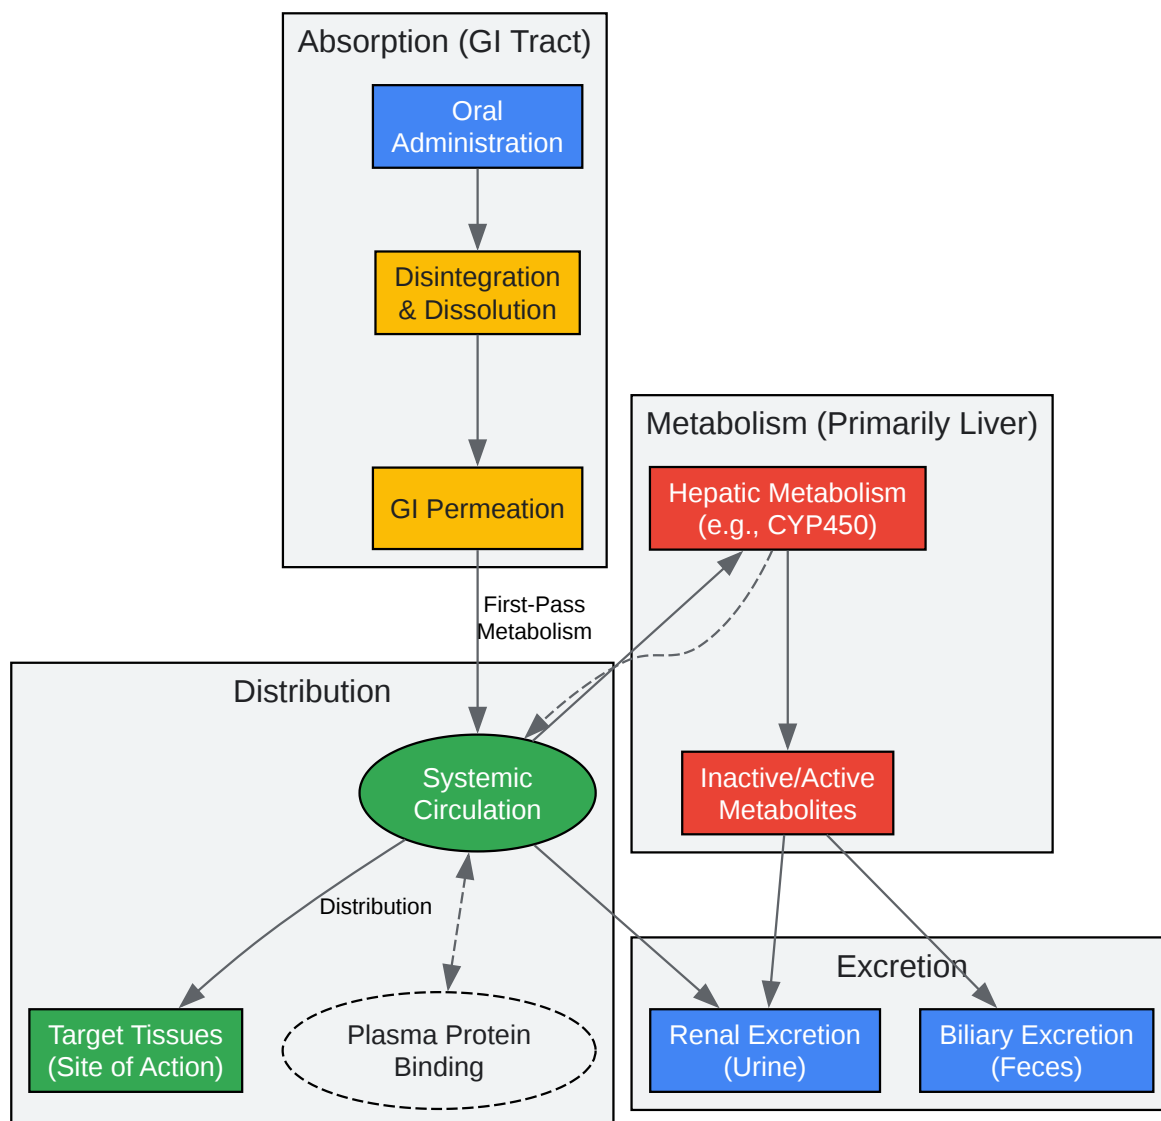 Absorption (GI Tract)
Oral
Administration
Disintegration
& Dissolution
GI Permeation
First-Pass
Metabolism
Metabolism (Primarily Liver)
Hepatic Metabolism
(e.g., CYP450)
Inactive/Active
Metabolites
Distribution
Systemic
Circulation
Distribution
Target Tissues
(Site of Action)
Plasma Protein
Binding
Excretion
Renal Excretion
(Urine)
Biliary Excretion
(Feces)